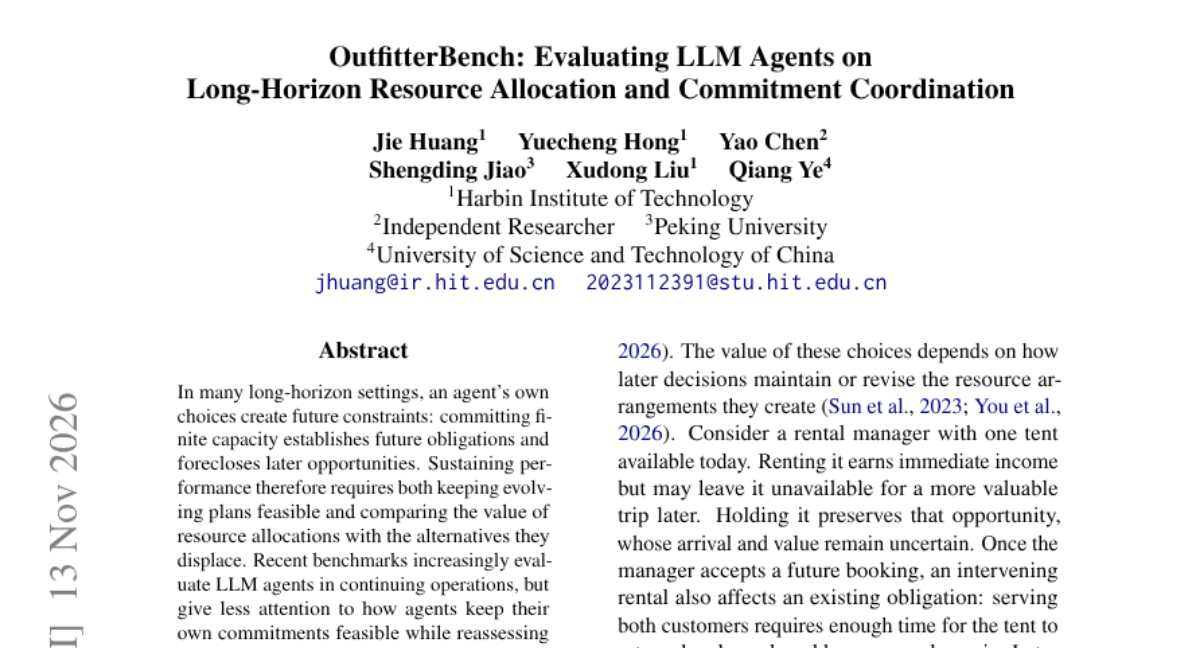 OutfitterBench: Evaluating LLM Agents on
Long-Horizon Resource Allocation and Commitment Coordination
Jie Huang1 Yuecheng Hong1 Yao Chen2
Shengding Jiao3 Xudong Liu1 Qiang Ye4
1Harbin Institute of Technology
2Independent Researcher 3Peking University
4University of Science and Technology of China
jhuang@ir.hit.edu.cn 2023112391@stu.hit.edu.cn
Abstract
In many long-horizon settings, an agent's own
choices create future constraints: committing fi-
nite capacity establishes future obligations and
forecloses later opportunities. Sustaining per-
formance therefore requires both keeping evolv-
ing plans feasible and comparing the value of
resource allocations with the alternatives they
displace. Recent benchmarks increasingly eval-
uate LLM agents in continuing operations, but
give less attention to how agents keep their
own commitments feasible while reassessing
2026). The value of these choices depends on how
later decisions maintain or revise the resource ar-
rangements they create (Sun et al., 2023; You et al.,
2026). Consider a rental manager with one tent
available today. Renting it earns immediate income
but may leave it unavailable for a more valuable
trip later. Holding it preserves that opportunity,
whose arrival and value remain uncertain. Once the
manager accepts a future booking, an intervening
rental also affects an existing obligation: serving
both customers requires enough time for the tent to
I] 13 Nov 2026